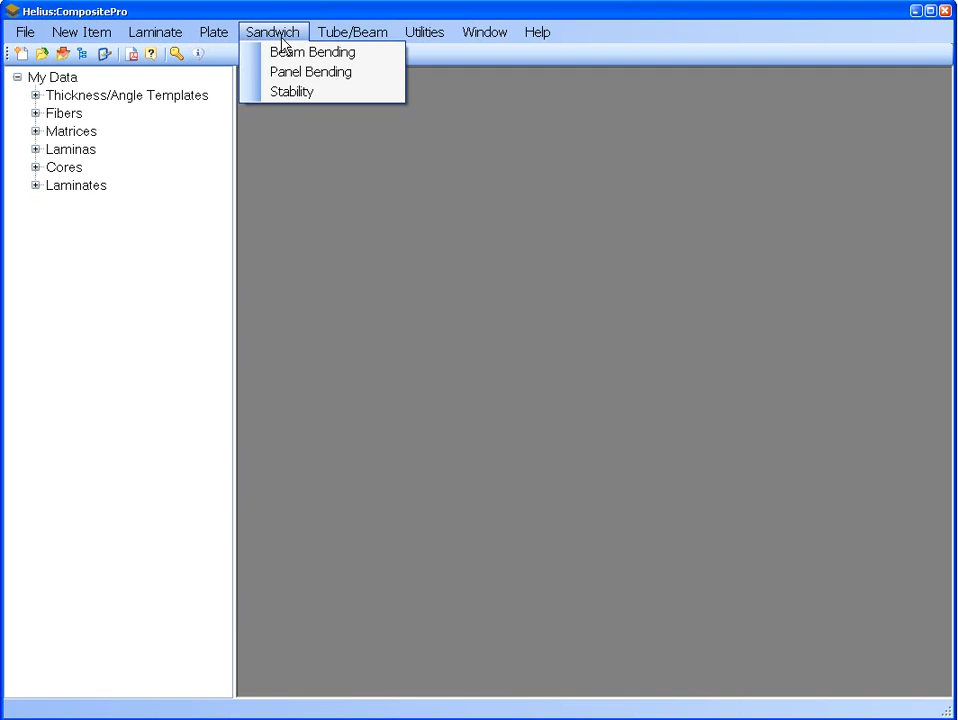 Helius:CompositePro
File New Item Laminate Plate Sandwich Tube/Beam Utilities Window Help
Beam Bending
Panel Bending
Stability
My Data
Thickness/Angle Templates
Fibers
Matrices
Laminas
Cores
Laminates